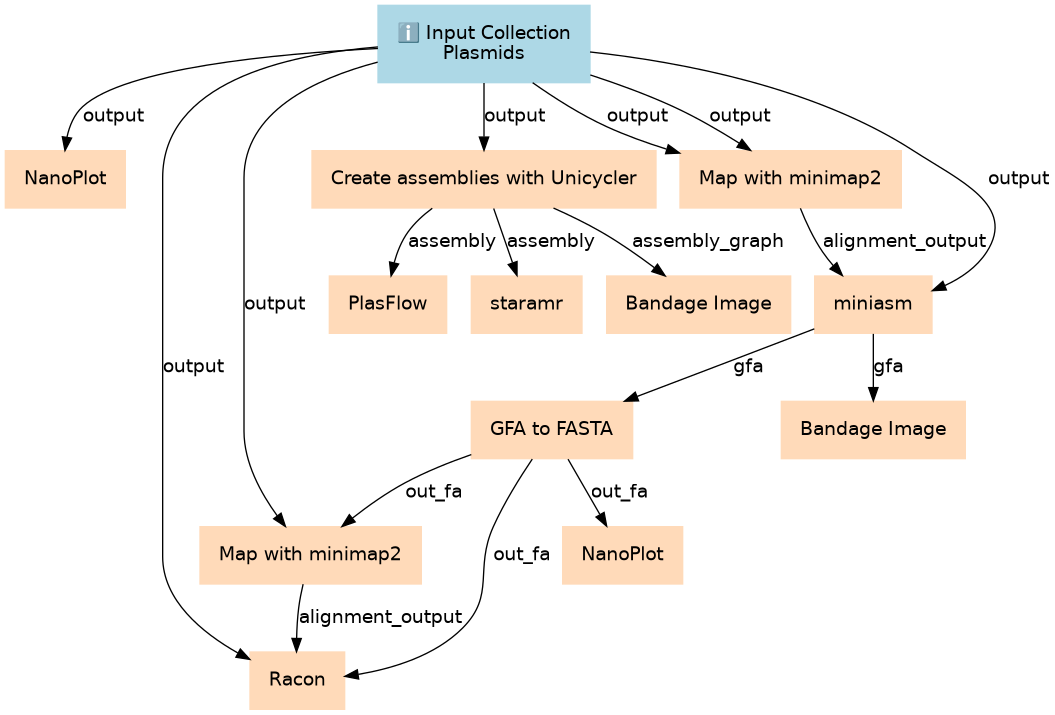 ℹ️ Input Collection
Plasmids
output
output
output
output
NanoPlot
Create assemblies with Unicycler
Map with minimap2
output
assembly
assembly
assembly_graph
alignment_output
PlasFlow
staramr
Bandage Image
miniasm
output
output
gfa
gfa
GFA to FASTA
Bandage Image
out_fa
out_fa
out_fa
Map with minimap2
NanoPlot
alignment_output
Racon